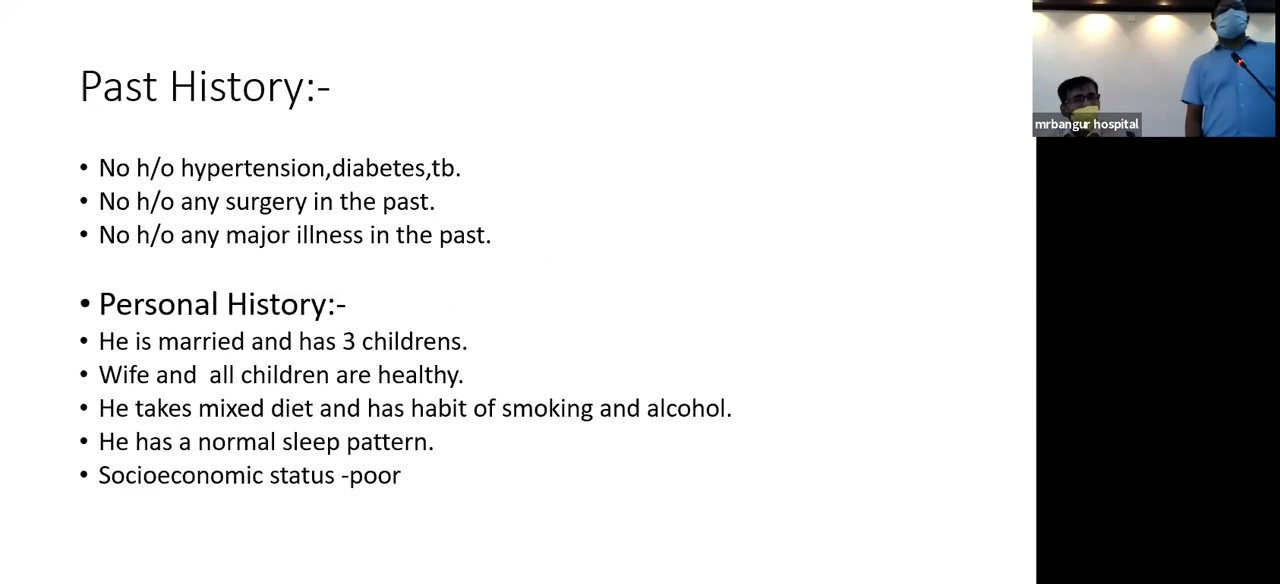 Past History:-
• No h/o hypertension,diabetes,tb.
• No h/o any surgery in the past.
• No h/o any major illness in the past.
• Personal History:-
• He is married and has 3 childrens.
• Wife and  all children are healthy.
• He takes mixed diet and has habit of smoking and alcohol.
• He has a normal sleep pattern.
• Socioeconomic status -poor
mrbangur hospital